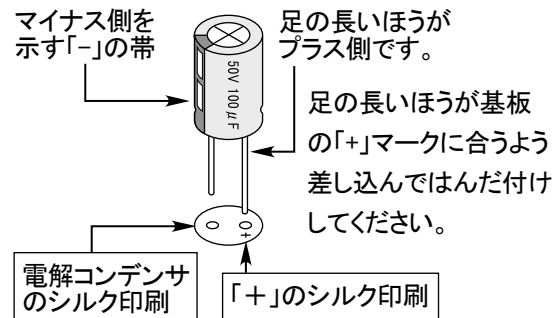 マイナス側を
示す「-」の帯
足の長いほうが
プラス側です。
50V 100μF
足の長いほうが基板
の「+」マークに合うよう
差し込んではんだ付け
してください。
+
電解コンデンサ
のシルク印刷
「＋」のシルク印刷